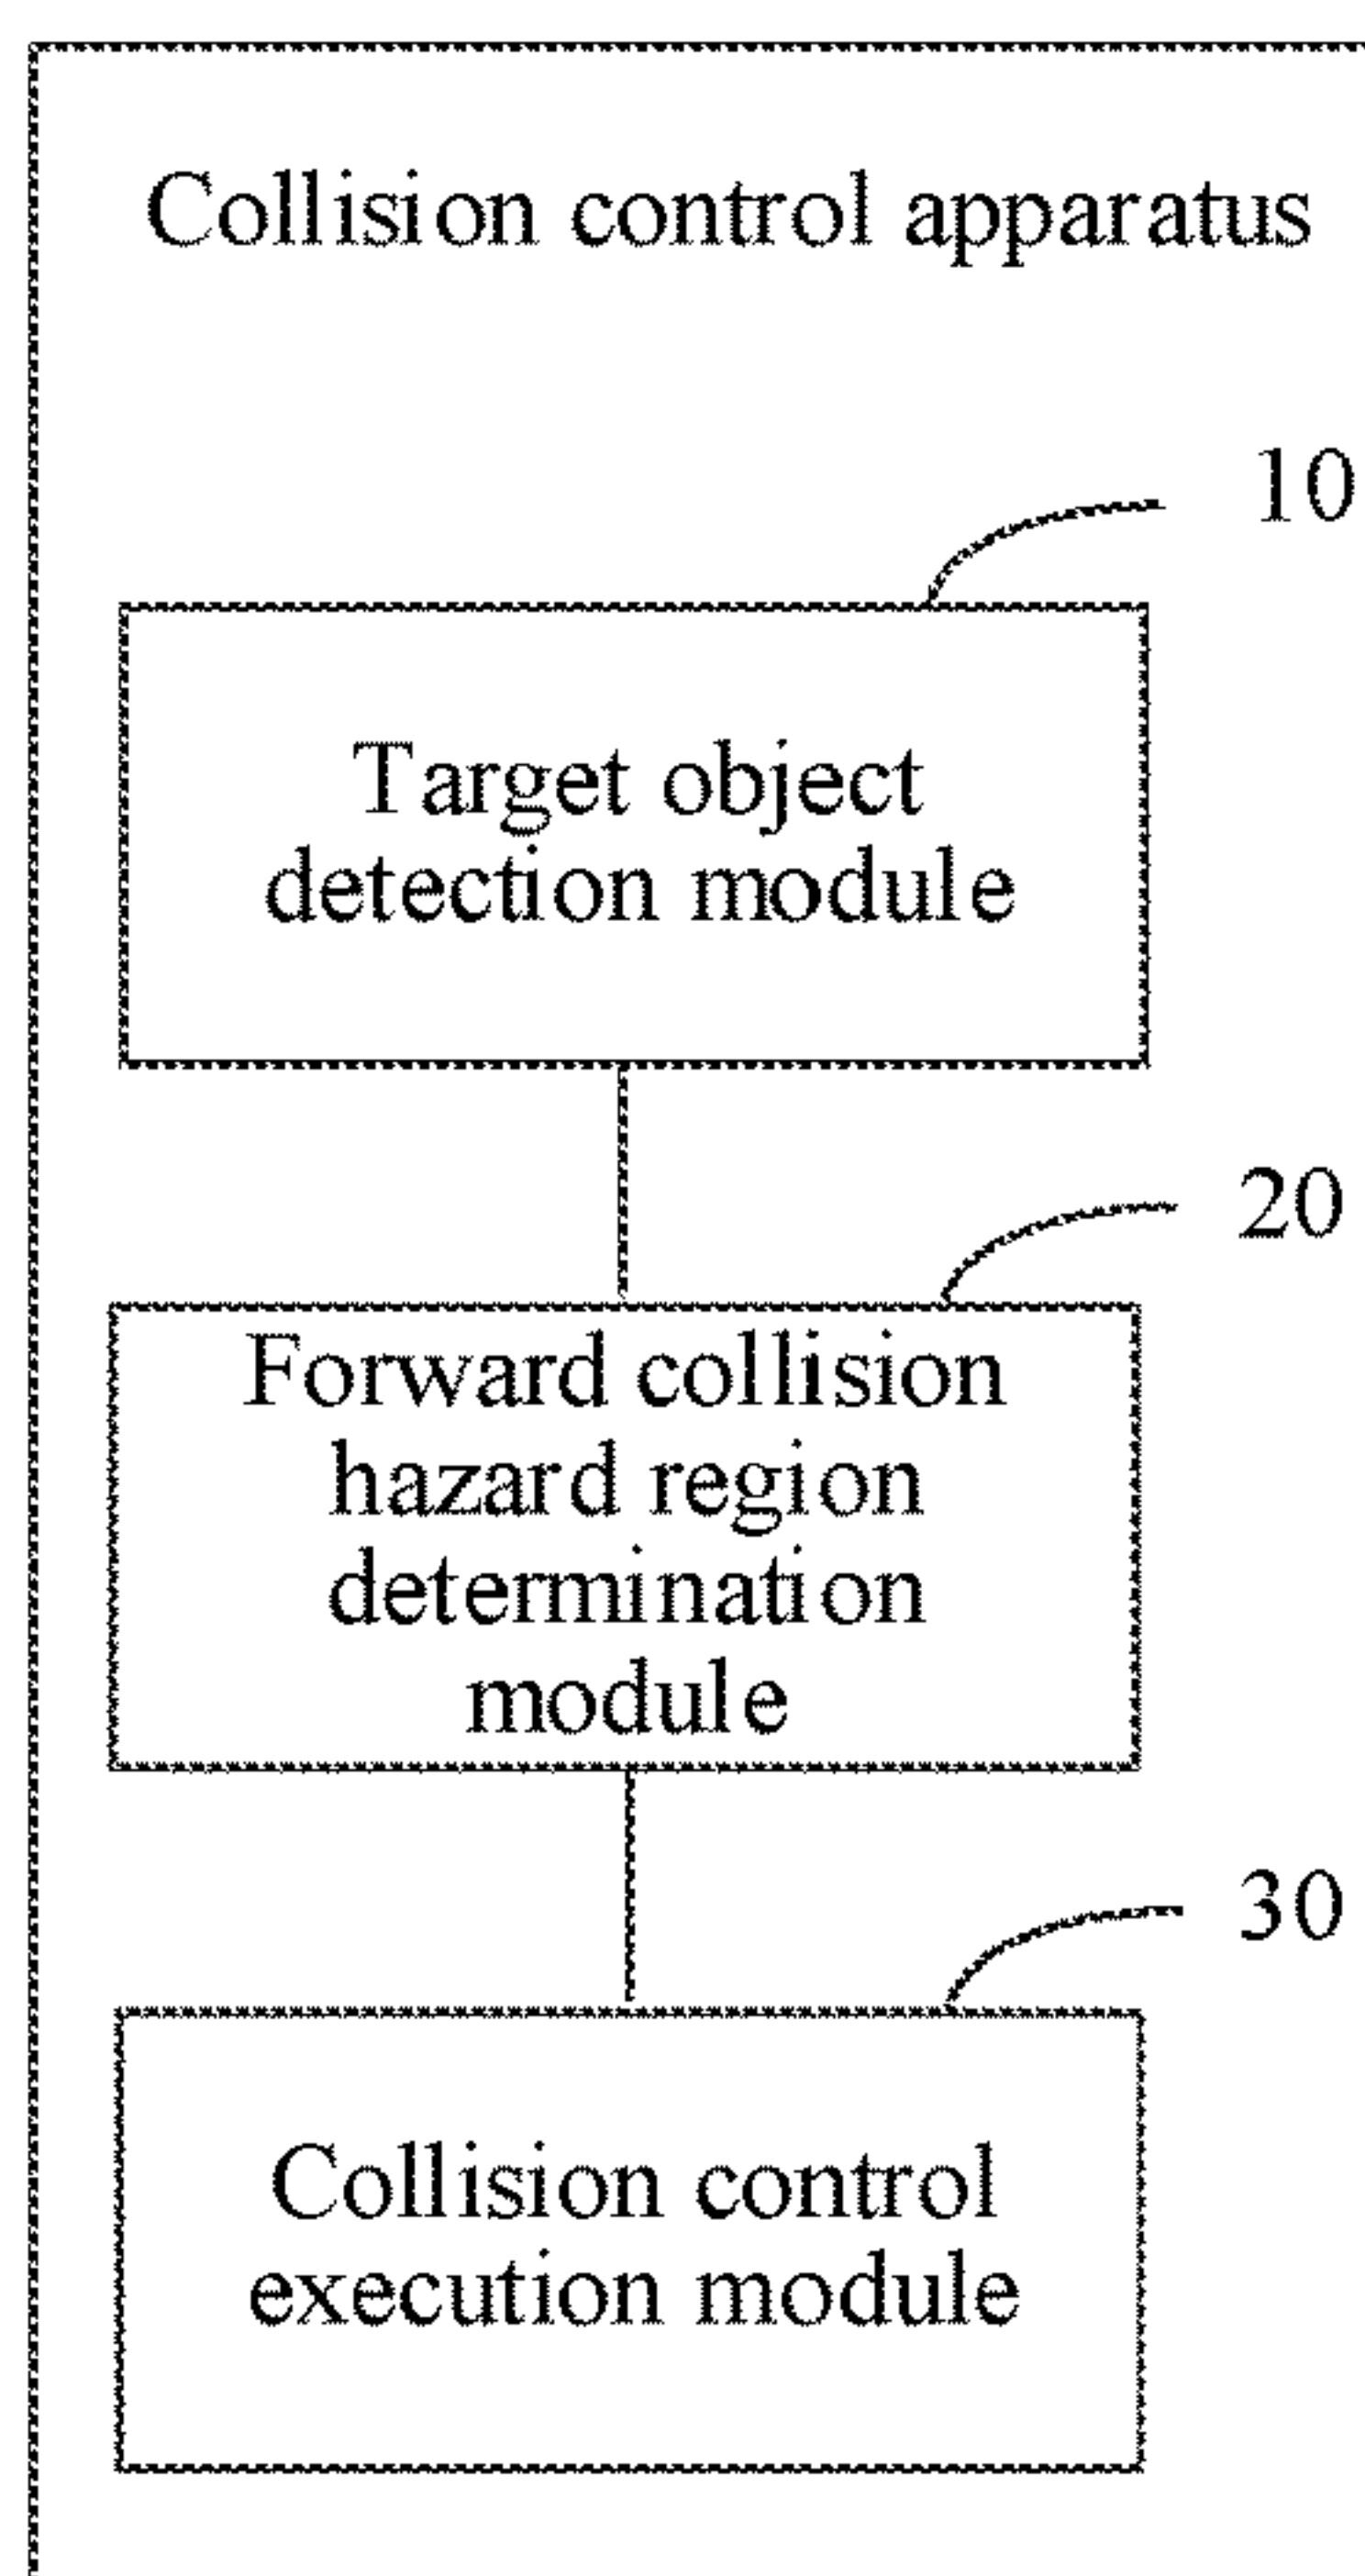 Collision control apparatus
10
Target object
detection module
20
Forward collision
hazard region
determination
module
30
Collision control
execution module